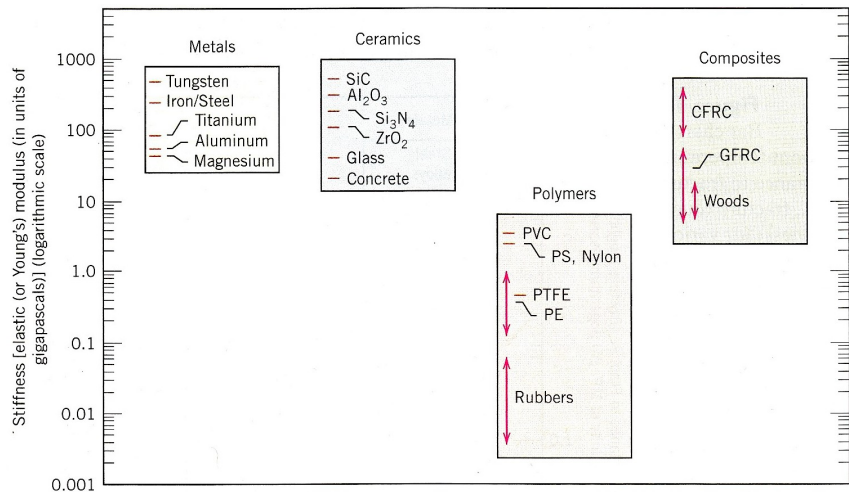 Stiffness [elastic (or Young's) modulus (in units of
gigapascals)] (logarithmic scale)
1000
100
10
1.0
0.1
0.01
0.001
Metals
Tungsten
Iron/Steel
Titanium
Aluminum
Magnesium
Ceramics
SiC
Al₂O₃
Si₃N₄
ZrO₂
Glass
Concrete
Polymers
PVC
PS, Nylon
PTFE
PE
Rubbers
Composites
CFRC
GFRC
Woods